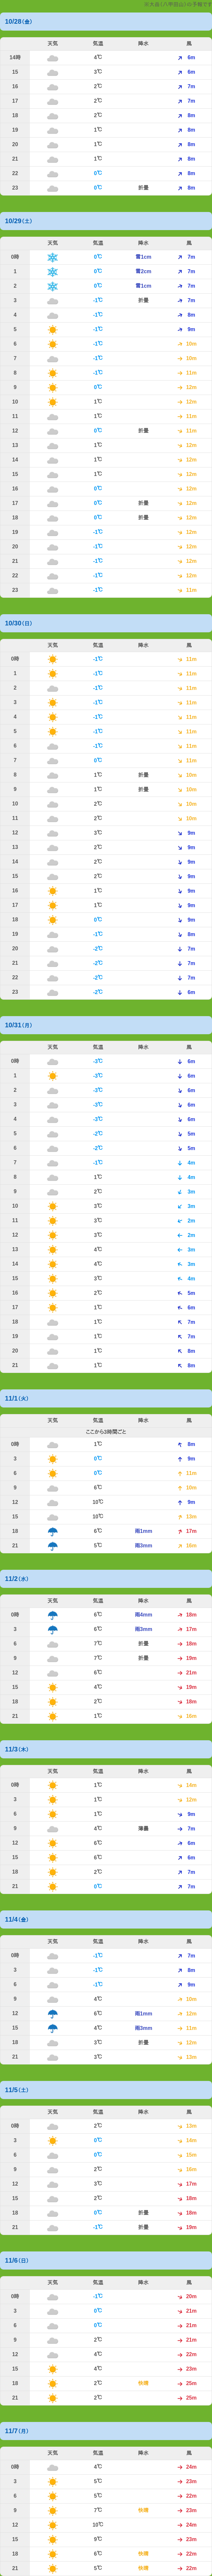 10/28(金)
天気 気温 降水 風
14時 4℃ 6m
15 3℃ 6m
16 2℃ 7m
17 2℃ 7m
18 2℃ 8m
19 1℃ 8m
20 1℃ 8m
21 1℃ 8m
22 0℃ 8m
23 0℃ 折曇 8m
10/29(土)
天気 気温 降水 風
0時 0℃ 雪1cm 7m
1 0℃ 雪2cm 7m
2 0℃ 雪1cm 7m
3 -1℃ 折曇 7m
4 -1℃ 8m
5 -1℃ 9m
6 -1℃ 10m
7 -1℃ 10m
8 -1℃ 11m
9 0℃ 12m
10 1℃ 12m
11 1℃ 11m
12 0℃ 折曇 11m
13 1℃ 12m
14 1℃ 12m
15 1℃ 12m
16 0℃ 12m
17 0℃ 折曇 12m
18 0℃ 折曇 12m
19 -1℃ 12m
20 -1℃ 12m
21 -1℃ 12m
22 -1℃ 11m
23 -1℃ 11m
10/30(日)
天気 気温 降水 風
0時 -1℃ 11m
1 -1℃ 11m
2 -1℃ 11m
3 -1℃ 11m
4 -1℃ 11m
5 -1℃ 11m
6 -1℃ 11m
7 0℃ 11m
8 1℃ 折曇 10m
9 1℃ 折曇 10m
10 2℃ 10m
11 2℃ 10m
12 3℃ 9m
13 2℃ 9m
14 2℃ 9m
15 2℃ 9m
16 1℃ 9m
17 1℃ 9m
18 0℃ 9m
19 -1℃ 8m
20 -2℃ 7m
21 -2℃ 7m
22 -2℃ 7m
23 -2℃ 6m
10/31(月)
天気 気温 降水 風
0時 -3℃ 6m
1 -3℃ 6m
2 -3℃ 6m
3 -3℃ 6m
4 -3℃ 6m
5 -2℃ 5m
6 -2℃ 5m
7 -1℃ 4m
8 1℃ 4m
9 2℃ 3m
10 3℃ 3m
11 3℃ 2m
12 3℃ 2m
13 4℃ 3m
14 4℃ 3m
15 3℃ 4m
16 2℃ 5m
17 1℃ 6m
18 1℃ 7m
19 1℃ 7m
20 1℃ 8m
21 1℃ 8m
11/1(火)
天気 気温 降水 風
ここから3時間ごと
0時 1℃ 8m
3 0℃ 9m
6 0℃ 11m
9 6℃ 10m
12 10℃ 9m
15 10℃ 13m
18 6℃ 雨1mm 17m
21 5℃ 雨3mm 16m
11/2(水)
天気 気温 降水 風
0時 6℃ 雨4mm 18m
3 6℃ 雨3mm 17m
6 7℃ 折曇 18m
9 7℃ 折曇 19m
12 6℃ 21m
15 4℃ 19m
18 2℃ 18m
21 1℃ 16m
11/3(木)
天気 気温 降水 風
0時 1℃ 14m
3 1℃ 12m
6 1℃ 9m
9 4℃ 薄曇 7m
12 6℃ 6m
15 6℃ 6m
18 2℃ 7m
21 0℃ 7m
11/4(金)
天気 気温 降水 風
0時 -1℃ 7m
3 -1℃ 8m
6 -1℃ 9m
9 4℃ 10m
12 6℃ 雨1mm 12m
15 4℃ 雨3mm 11m
18 3℃ 折曇 12m
21 3℃ 13m
11/5(土)
天気 気温 降水 風
0時 2℃ 13m
3 0℃ 14m
6 0℃ 15m
9 2℃ 16m
12 3℃ 17m
15 2℃ 18m
18 0℃ 折曇 18m
21 -1℃ 折曇 19m
11/6(日)
天気 気温 降水 風
0時 -1℃ 20m
3 0℃ 21m
6 0℃ 21m
9 2℃ 21m
12 4℃ 22m
15 4℃ 23m
18 2℃ 快晴 25m
21 2℃ 25m
11/7(月)
天気 気温 降水 風
0時 4℃ 24m
3 5℃ 23m
6 5℃ 22m
9 7℃ 快晴 23m
12 10℃ 24m
15 9℃ 23m
18 6℃ 快晴 22m
21 5℃ 快晴 22m